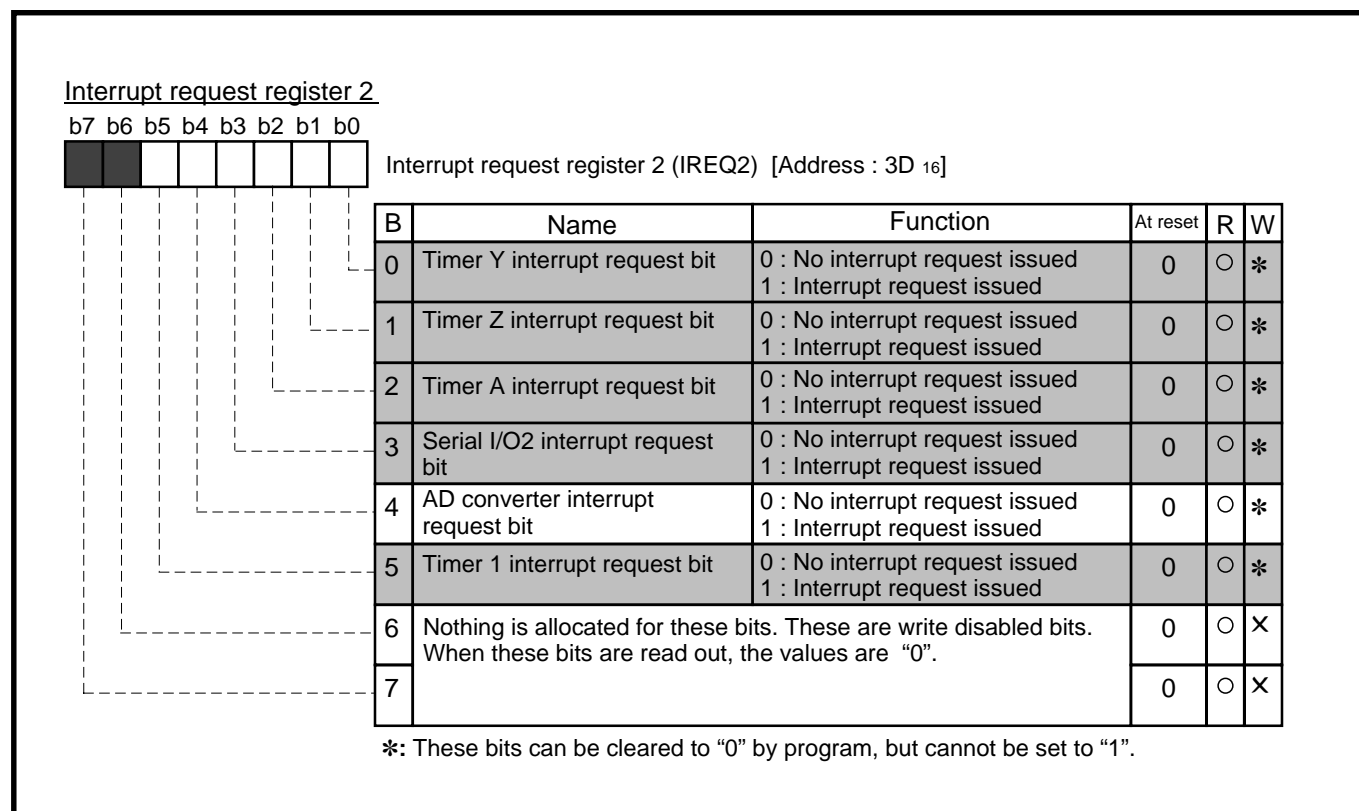 Interrupt request register 2
b7 b6 b5 b4 b3 b2 b1 b0
Interrupt request register 2 (IREQ2) [Address : 3D 16]
B Name Function At reset R W
0 Timer Y interrupt request bit 0 : No interrupt request issued 0 ○ ✻
1 : Interrupt request issued
1 Timer Z interrupt request bit 0 : No interrupt request issued 0 ○ ✻
1 : Interrupt request issued
2 Timer A interrupt request bit 0 : No interrupt request issued 0 ○ ✻
1 : Interrupt request issued
3 Serial I/O2 interrupt request 0 : No interrupt request issued 0 ○ ✻
bit 1 : Interrupt request issued
4 AD converter interrupt 0 : No interrupt request issued 0 ○ ✻
request bit 1 : Interrupt request issued
5 Timer 1 interrupt request bit 0 : No interrupt request issued 0 ○ ✻
1 : Interrupt request issued
6 Nothing is allocated for these bits. These are write disabled bits. 0 ○ ×
When these bits are read out, the values are “0”.
7 0 ○ ×
✻: These bits can be cleared to “0” by program, but cannot be set to “1”.